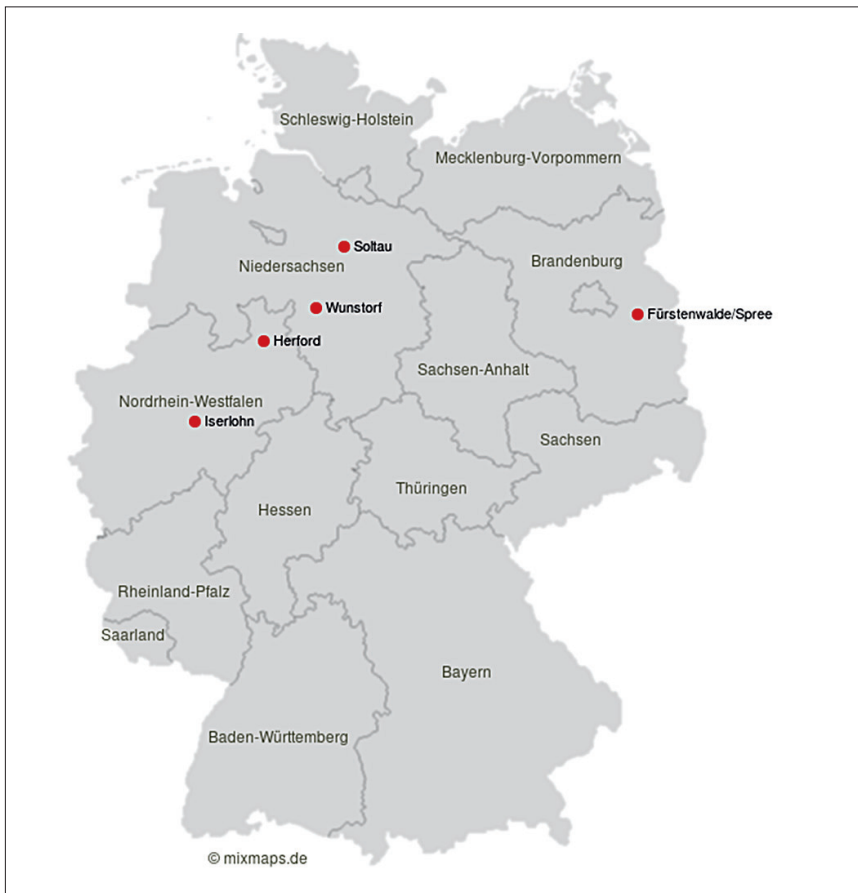 Schleswig-Holstein
Mecklenburg-Vorpommern
Soltau
Niedersachsen
Brandenburg
Wunstorf
Fürstenwalde/Spree
Herford
Sachsen-Anhalt
Nordrhein-Westfalen
Iserlohn
Sachsen
Thüringen
Hessen
Rheinland-Pfalz
Saarland
Bayern
Baden-Württemberg
© mixmaps.de